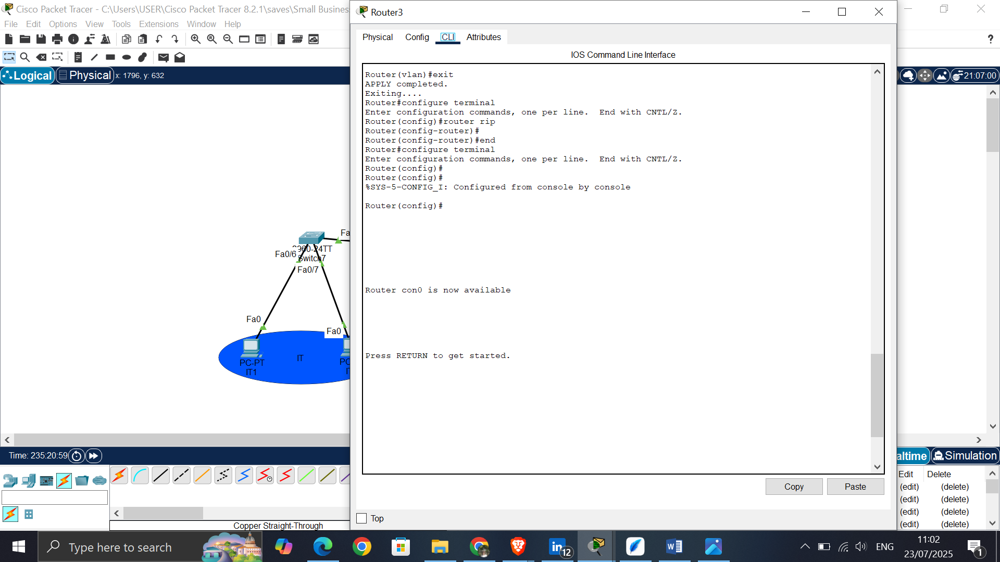 Cisco Packet Tracer - C:\Users\USER\Cisco Packet Tracer 8.2.1\saves\Small Business
File Edit Options View Tools Extensions Window Help
Logical
Physical
x: 1796, y: 632
Router3
Physical Config CLI Attributes
IOS Command Line Interface
Router(vlan)#exit
APPLY completed.
Exiting....
Router#configure terminal
Enter configuration commands, one per line. End with CNTL/Z.
Router(config)#router rip
Router(config-router)#
Router(config-router)#end
Router#configure terminal
Enter configuration commands, one per line. End with CNTL/Z.
Router(config)#
Router(config)#
%SYS-5-CONFIG_I: Configured from console by console
Router(config)#
Router con0 is now available
Press RETURN to get started.
Copy Paste
Top
21:07:00
Fa0/6
Switch7
Fa0/7
Fa0
Fa0
PC-PT
IT1
IT
Time: 235:20:59
Simulation
Edit Delete
(edit) (delete)
(edit) (delete)
(edit) (delete)
(edit) (delete)
Copper Straight-Through
Type here to search
12
ENG
11:02
23/07/2025
1